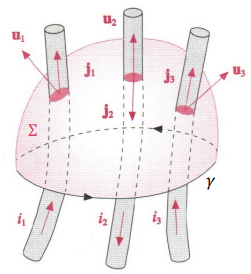 u₂
u₁
j₁
j₃
u₃
j₂
Σ
γ
i₁
i₂
i₃